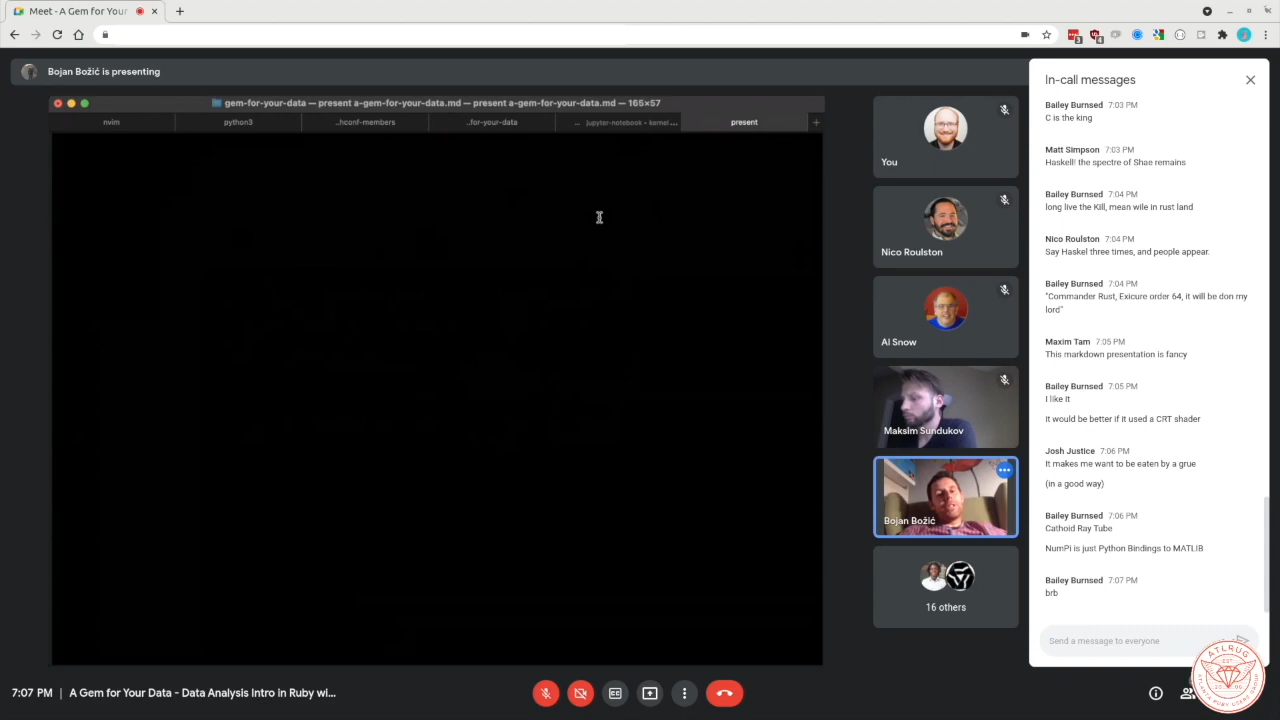 Meet - A Gem for Your
Bojan Božić is presenting
gem-for-your-data — present a-gem-for-your-data.md — present a-gem-for-your-data.md — 165×57
nvim
python3
..hconf-members
..for-your-data
... jupyter-notebook • kernel...
present
You
Nico Roulston
Al Snow
Maksim Sundukov
Bojan Božić
16 others
In-call messages
Bailey Burnsed 7:03 PM
C is the king
Matt Simpson 7:03 PM
Haskell! the spectre of Shae remains
Bailey Burnsed 7:04 PM
long live the Kiil, mean wile in rust land
Nico Roulston 7:04 PM
Say Haskel three times, and people appear.
Bailey Burnsed 7:04 PM
"Commander Rust, Exicure order 64, it will be don my
lord"
Maxim Tam 7:05 PM
This markdown presentation is fancy
Bailey Burnsed 7:05 PM
I like it
it would be better if it used a CRT shader
Josh Justice 7:06 PM
It makes me want to be eaten by a grue
(in a good way)
Bailey Burnsed 7:06 PM
Cathoid Ray Tube
NumPi is just Python Bindings to MATLIB
Bailey Burnsed 7:07 PM
brb
Send a message to everyone
7:07 PM | A Gem for Your Data - Data Analysis Intro in Ruby wi...
ATLRUG
EST
ATLANTA RUBY USERS GROUP